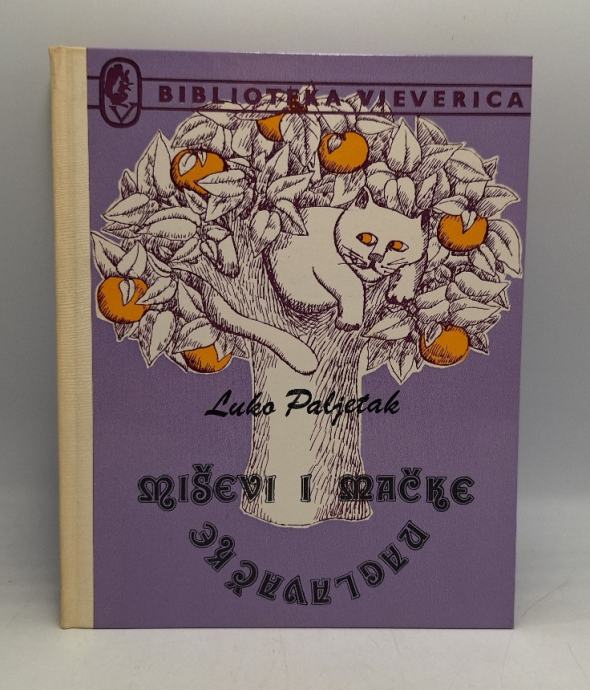 BIBLIOTEKA VJEVERICA
Luko Paljetak
MIŠEVI I MAČKE
NAGLAVAČKE